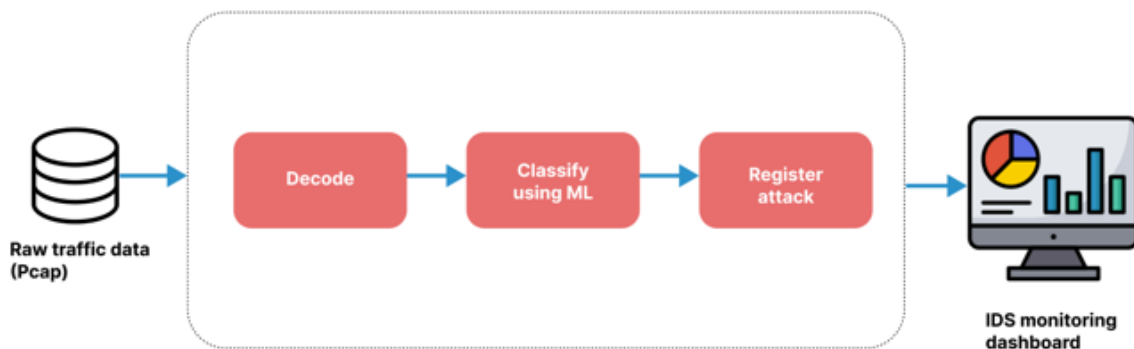 Raw traffic data
(Pcap)
Decode
Classify
using ML
Register
attack
IDS monitoring
dashboard